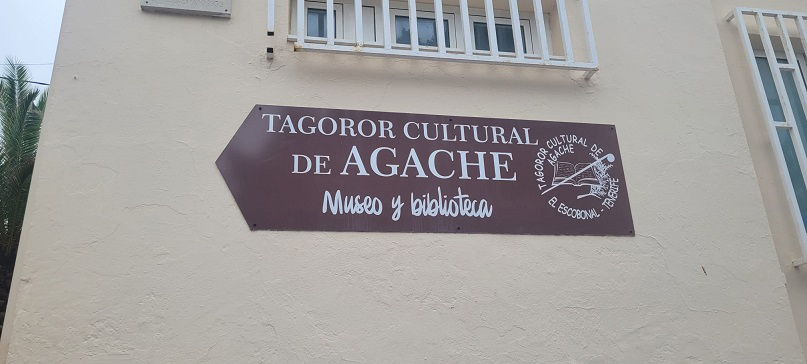 TAGOROR CULTURAL
DE AGACHE
Museo y biblioteca
TAGOROR CULTURAL DE
AGACHE
EL ESCOBONAL - TENERIFE